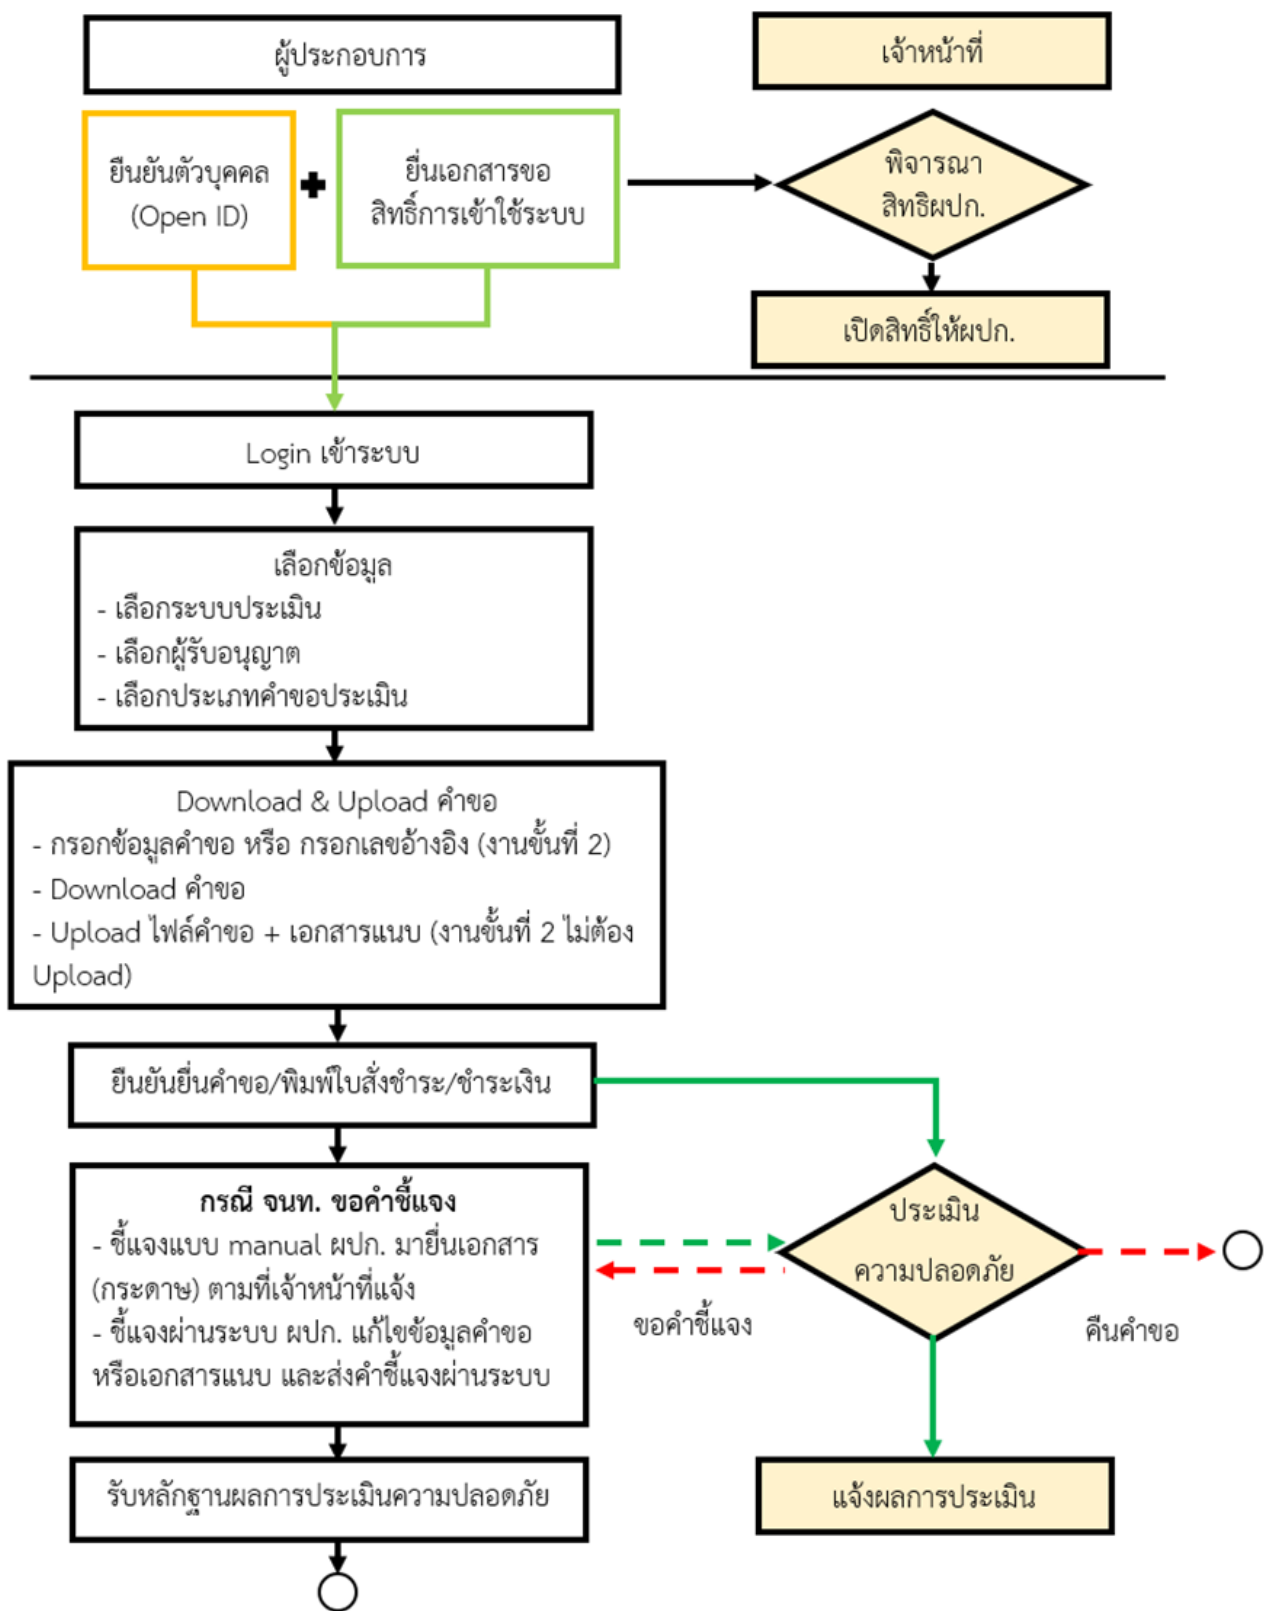 ผู้ประกอบการ
เจ้าหน้าที่
ยืนยันตัวบุคคล
(Open ID)
ยื่นเอกสารขอ
สิทธิ์การเข้าใช้ระบบ
พิจารณา
สิทธิผปก.
เปิดสิทธิ์ให้ผปก.
Login เข้าระบบ
เลือกข้อมูล
- เลือกระบบประเมิน
- เลือกผู้รับอนุญาต
- เลือกประเภทคำขอประเมิน
Download & Upload คำขอ
- กรอกข้อมูลคำขอ หรือ กรอกเลขอ้างอิง (งานขั้นที่ 2)
- Download คำขอ
- Upload ไฟล์คำขอ + เอกสารแนบ (งานขั้นที่ 2 ไม่ต้อง
Upload)
ยืนยันยื่นคำขอ/พิมพ์ใบสั่งชำระ/ชำระเงิน
กรณี จนท. ขอคำชี้แจง
- ชี้แจงแบบ manual ผปก. มายื่นเอกสาร
(กระดาษ) ตามที่เจ้าหน้าที่แจ้ง
- ชี้แจงผ่านระบบ ผปก. แก้ไขข้อมูลคำขอ
หรือเอกสารแนบ และส่งคำชี้แจงผ่านระบบ
ประเมิน
ความปลอดภัย
ขอคำชี้แจง
คืนคำขอ
รับหลักฐานผลการประเมินความปลอดภัย
แจ้งผลการประเมิน